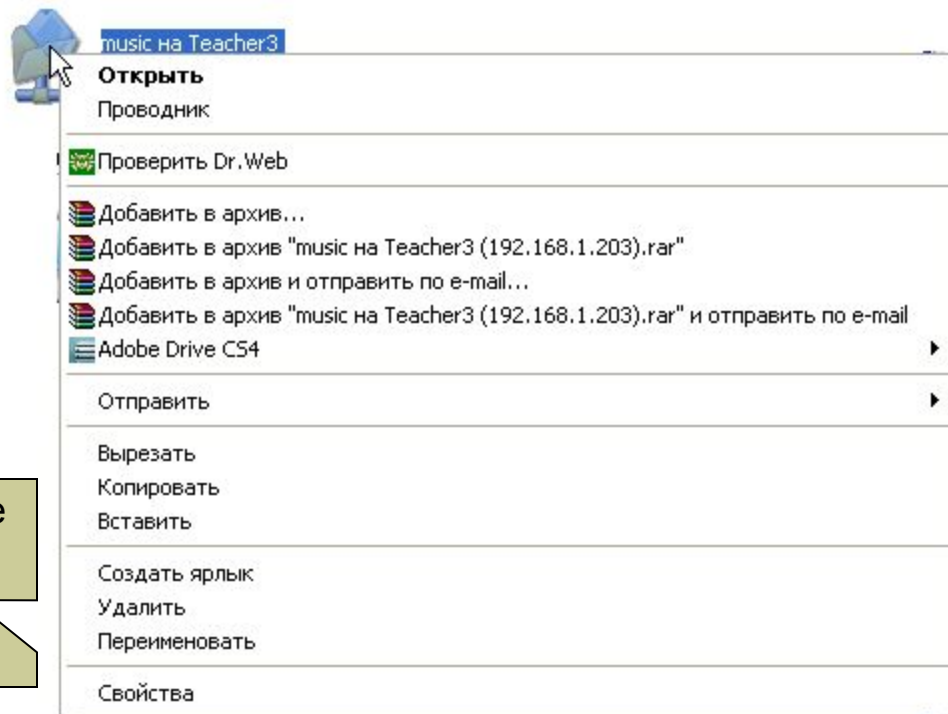 music на Teacher3
Открыть
Проводник
Проверить Dr.Web
Добавить в архив...
Добавить в архив "music на Teacher3 (192.168.1.203).rar"
Добавить в архив и отправить по e-mail...
Добавить в архив "music на Teacher3 (192.168.1.203).rar" и отправить по e-mail
Adobe Drive CS4
Отправить
Вырезать
Копировать
Вставить
Создать ярлык
Удалить
Переименовать
Свойства